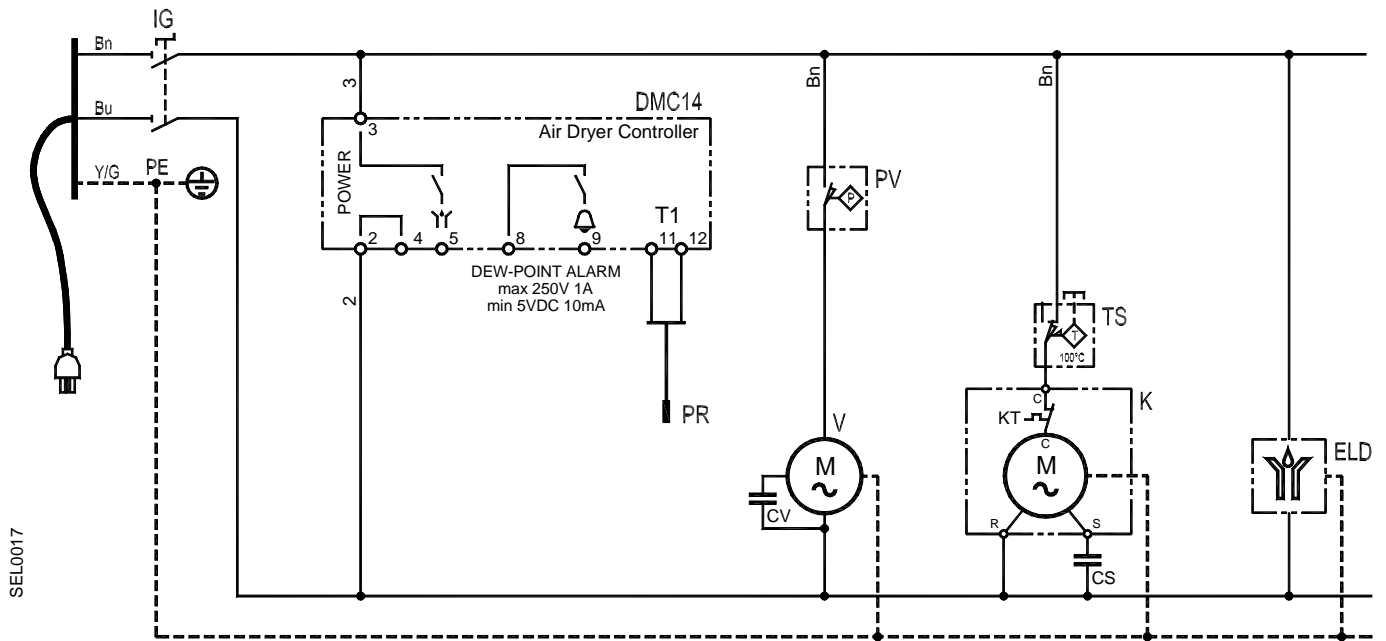 IG
Bn
Bu
Y/G
PE
3
DMC14
3
Air Dryer Controller
POWER
T1
2
4
5
8
9
11
12
DEW-POINT ALARM
max 250V 1A
min 5VDC 10mA
2
PR
Bn
PV
P
V
M
CV
Bn
TS
T
100°C
C
K
KT
C
M
R
S
CS
ELD
SEL0017